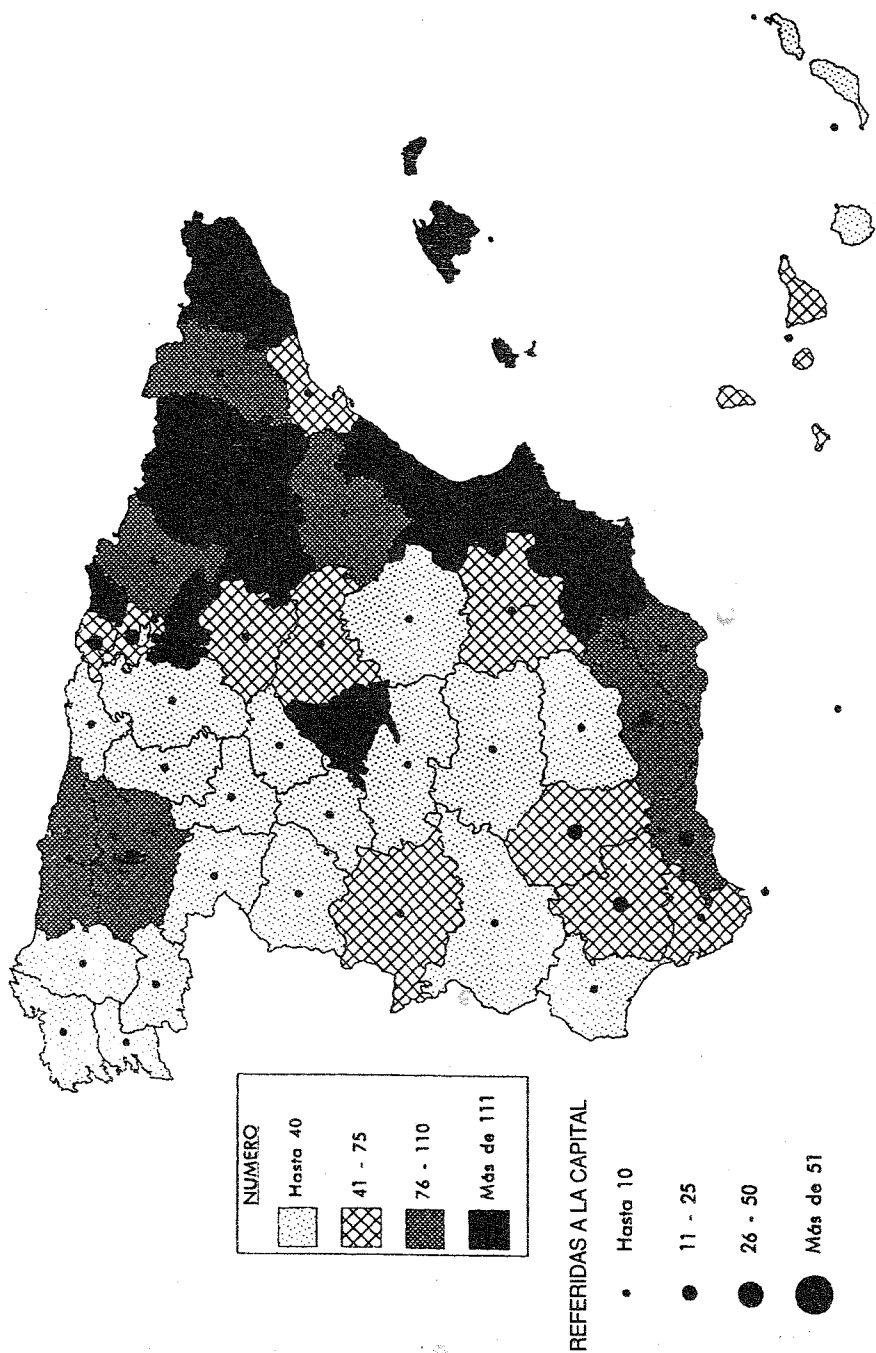 NUMERO
Hasta 40
41 - 75
76 - 110
Más de 111
REFERIDAS A LA CAPITAL
Hasta 10
11 - 25
26 - 50
Más de 51